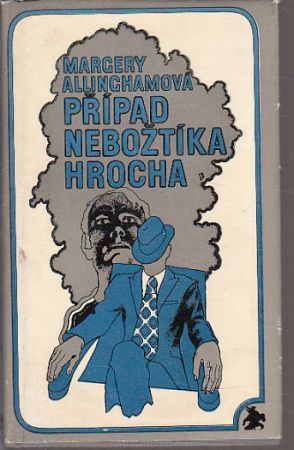 MARGERY
ALLINGHAMOVÁ
PŘÍPAD
NEBOŽTÍKA
HROCHA